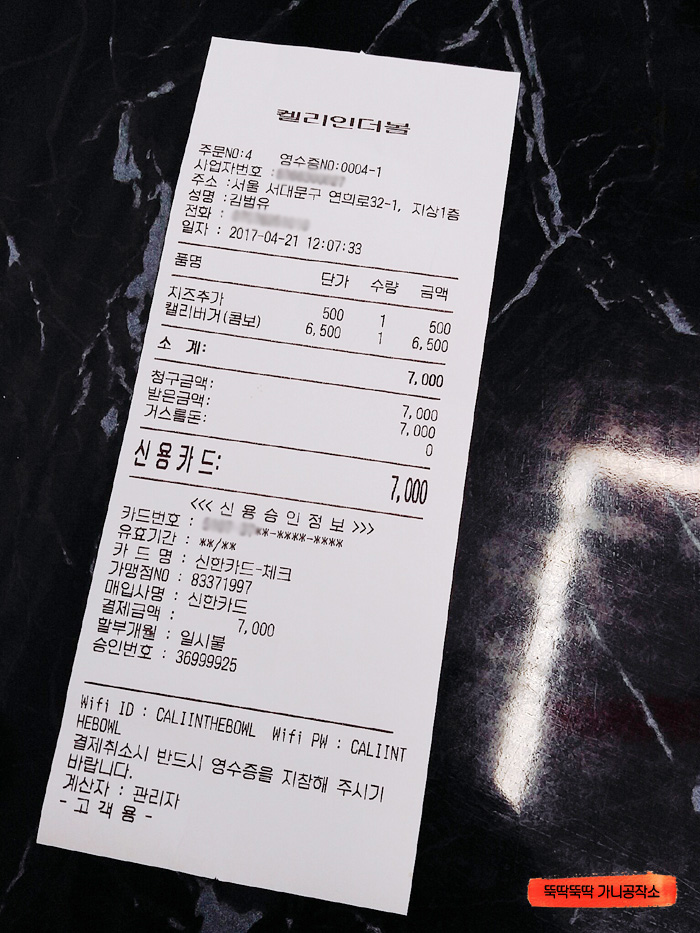 캘리인더볼
주문NO:4 영수증NO:0004-1
사업자번호 :
주소 :서울 서대문구 연희로32-1, 지상1층
성명 :김범유
전화 :
일자 : 2017-04-21 12:07:33
품명 단가 수량 금액
치즈추가 500 1 500
캘리버거(콤보) 6,500 1 6,500
소 계: 7,000
청구금액: 7,000
받은금액: 7,000
거스름돈: 0
신용카드: 7,000
<<< 신 용 승 인 정 보 >>>
카드번호 : **-****-****
유효기간 : **/**
카 드 명 : 신한카드-체크
가맹점NO : 83371997
매입사명 : 신한카드
결제금액 : 7,000
할부개월 : 일시불
승인번호 : 36999925
Wifi ID : CALIINTHEBOWL Wifi PW : CALIINT
HEBOWL
결제취소시 반드시 영수증을 지참해 주시기
바랍니다.
계산자 : 관리자
- 고 객 용 -
뚝딱뚝딱 가니공작소